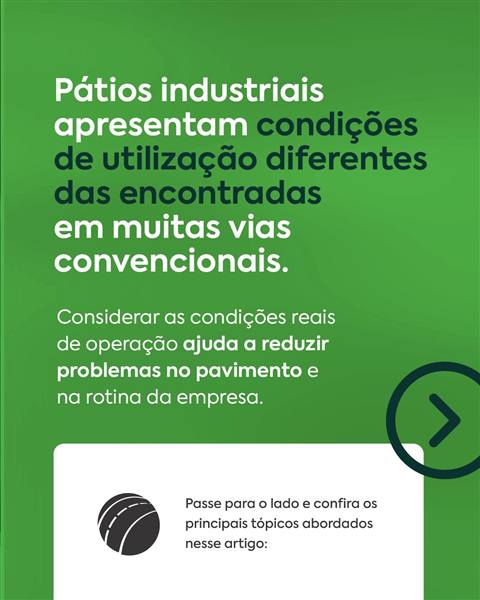 Pátios industriais
apresentam condições
de utilização diferentes
das encontradas
em muitas vias
convencionais.
Considerar as condições reais
de operação ajuda a reduzir
problemas no pavimento e
na rotina da empresa.
Passe para o lado e confira os
principais tópicos abordados
nesse artigo: